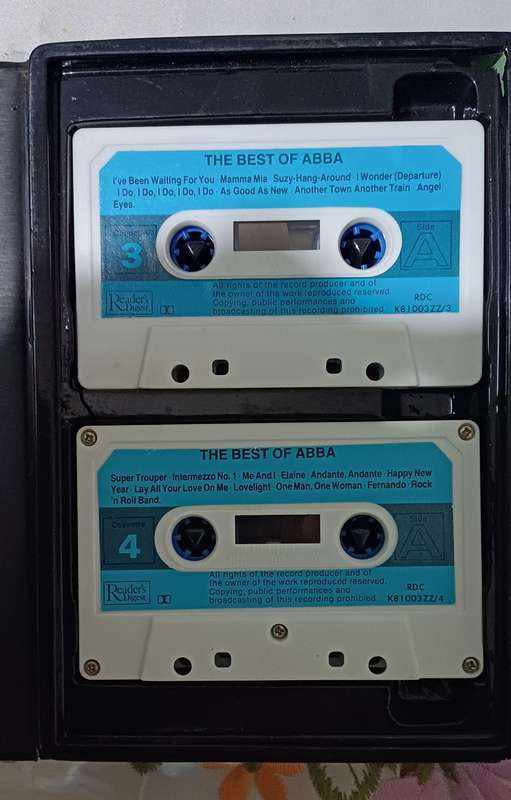 THE BEST OF ABBA
I've Been Waiting For You · Mamma Mia · Suzy-Hang-Around · I Wonder (Departure)
· I Do, I Do, I Do, I Do, I Do · As Good As New · Another Town Another Train · Angel
Eyes.
Cassette
3
Side
A
All rights of the record producer and of
the owner of the work reproduced reserved.
Copying, public performances and
broadcasting of this recording prohibited.
Reader's
Digest
RDC
K81003ZZ/3
THE BEST OF ABBA
Super Trouper · Intermezzo No. 1 · Me And I · Elaine · Andante, Andante · Happy New
Year · Lay All Your Love On Me · Lovelight · One Man, One Woman · Fernando · Rock
'n Roll Band.
Cassette
4
Side
A
All rights of the record producer and of
the owner of the work reproduced reserved.
Copying, public performances and
broadcasting of this recording prohibited.
Reader's
Digest
RDC
K81003ZZ/4